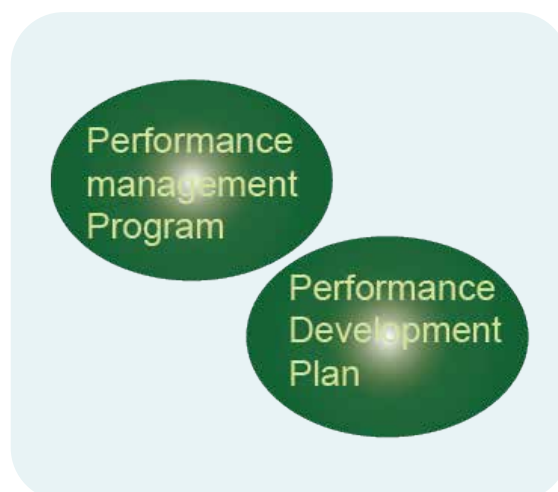 Performance
management
Program
Performance
Development
Plan